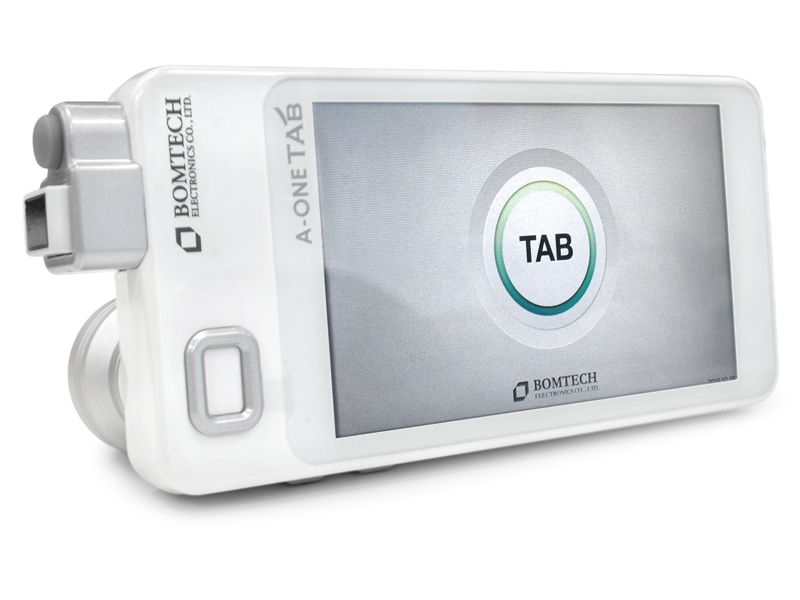 BOMTECH
ELECTRONICS CO., LTD.
A-ONE TAB
TAB
BOMTECH
ELECTRONICS CO., LTD.